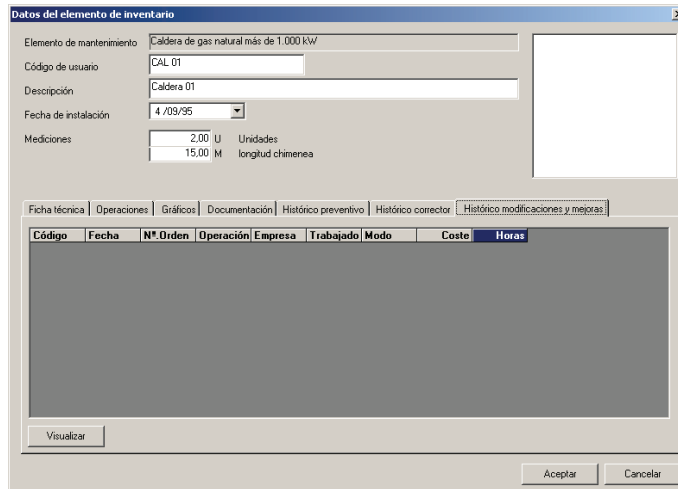 Datos del elemento de inventario
Elemento de mantenimiento Caldera de gas natural más de 1.000 kW
Código de usuario CAL 01
Descripción Caldera 01
Fecha de instalación 4 /09/95
Mediciones 2,00 U Unidades
15,00 M longitud chimenea
Ficha técnica Operaciones Gráficos Documentación Histórico preventivo Histórico corrector Histórico modificaciones y mejoras
Código Fecha Nº.Orden Operación Empresa Trabajado Modo Coste Horas
Visualizar
Aceptar Cancelar